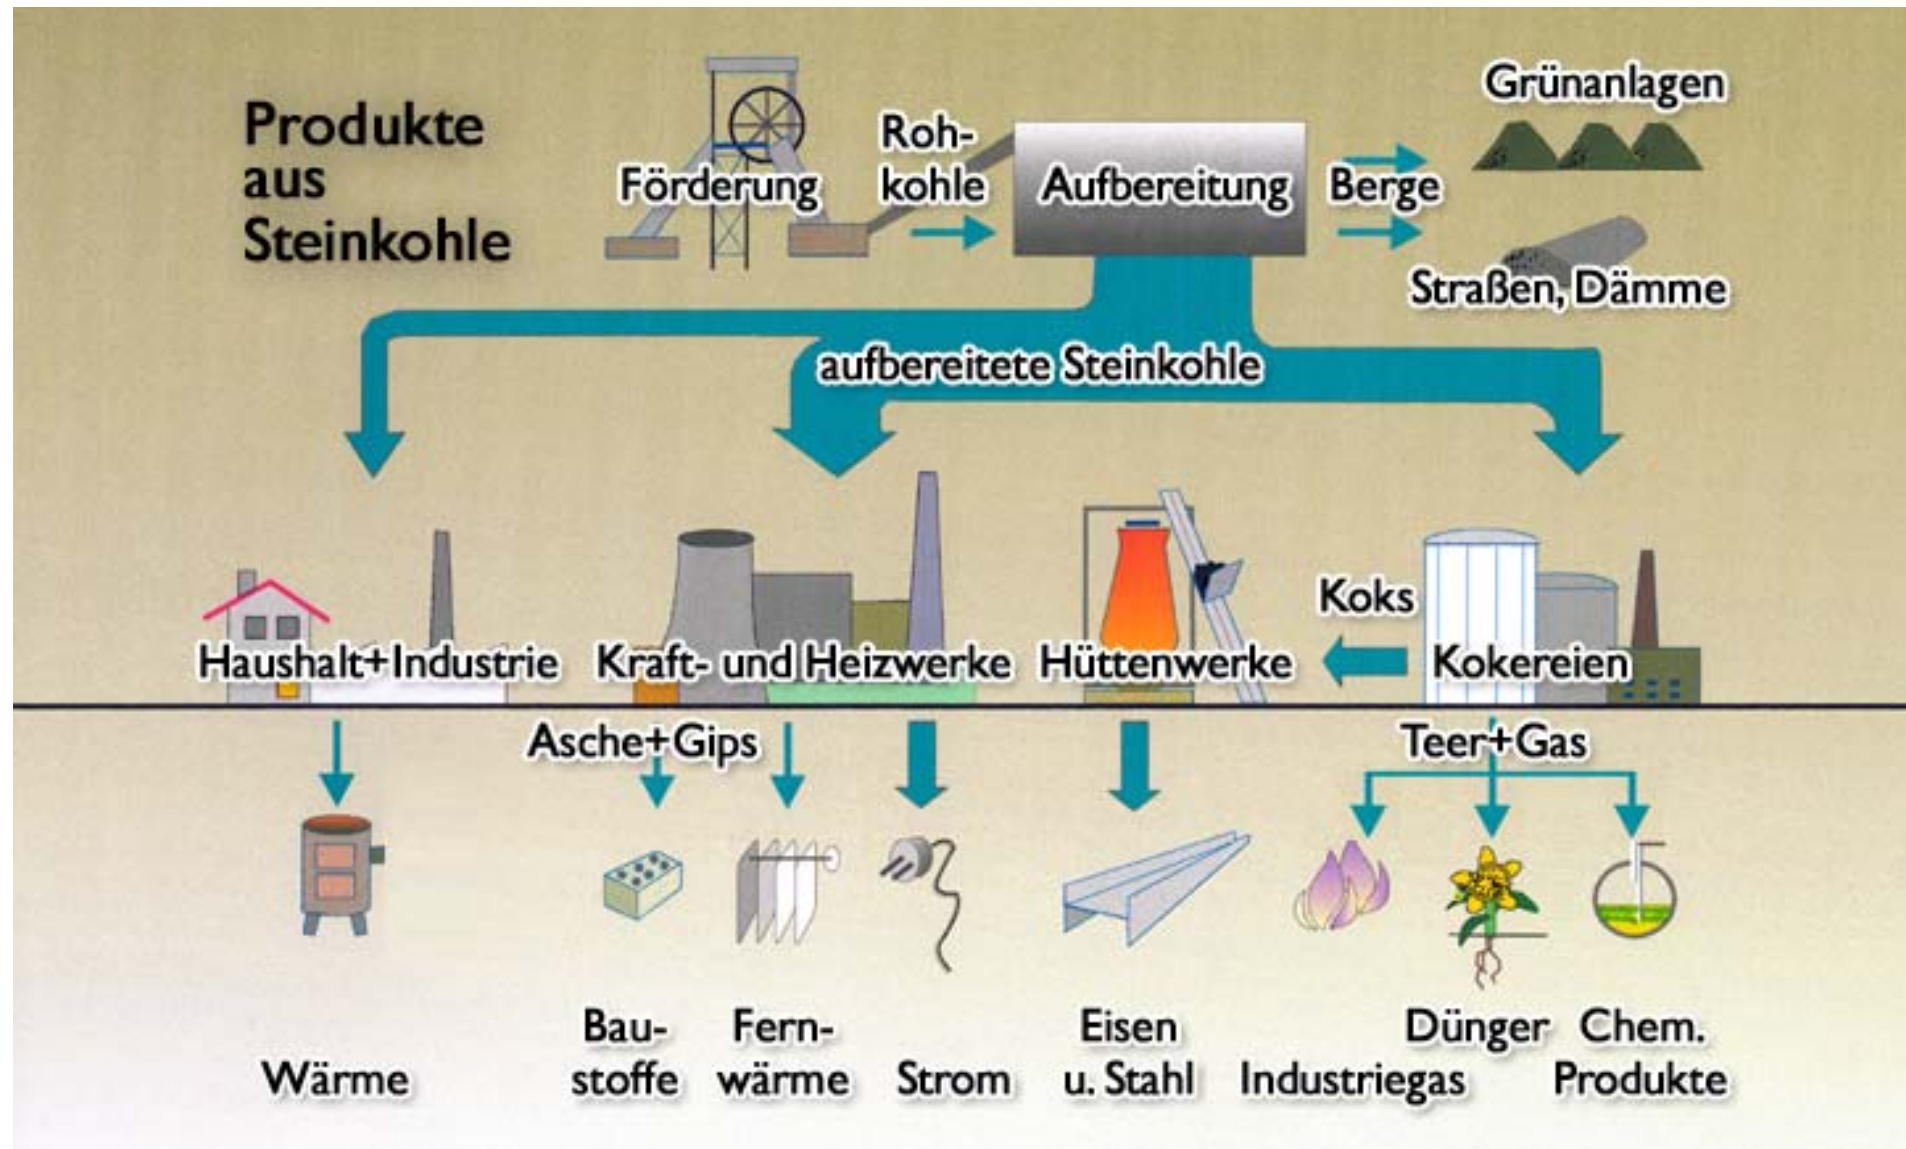 Produkte
aus
Steinkohle
Förderung
Roh-
kohle
Aufbereitung
Berge
Grünanlagen
Straßen, Dämme
aufbereitete Steinkohle
Haushalt+Industrie
Kraft- und Heizwerke
Hüttenwerke
Koks
Kokereien
Asche+Gips
Teer+Gas
Wärme
Bau-
stoffe
Fern-
wärme
Strom
Eisen
u. Stahl
Industriegas
Dünger
Chem.
Produkte